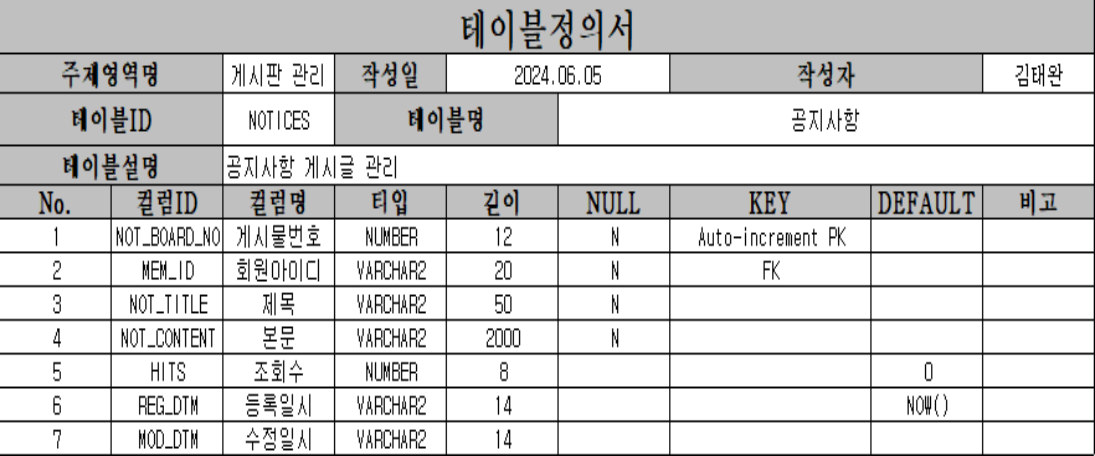 테이블정의서
주제영역명 게시판 관리 작성일 2024.06.05 작성자 김태완
테이블ID NOTICES 테이블명 공지사항
테이블설명 공지사항 게시글 관리
No. 컬럼ID 컬럼명 티입 길이 NULL KEY DEFAULT 비고
1 NOT_BOARD_NO 게시물번호 NUMBER 12 N Auto-increment PK
2 MEM_ID 회원아이디 VARCHAR2 20 N FK
3 NOT_TITLE 제목 VARCHAR2 50 N
4 NOT_CONTENT 본문 VARCHAR2 2000 N
5 HITS 조회수 NUMBER 8 0
6 REG_DTM 등록일시 VARCHAR2 14 NOW()
7 MOD_DTM 수정일시 VARCHAR2 14